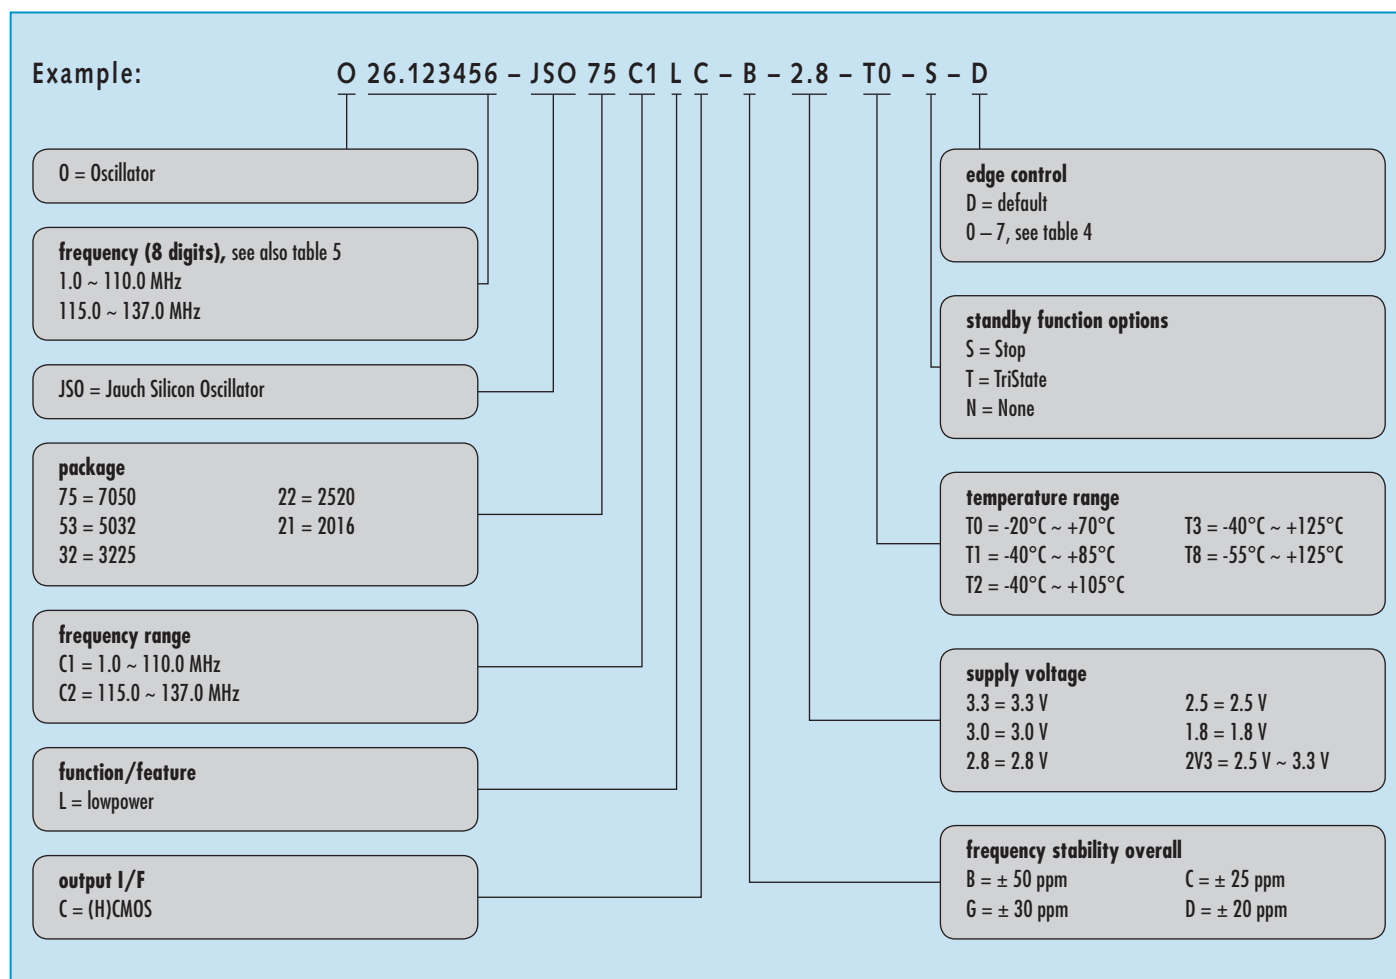 Example:
O 26.123456 – JSO 75 C1 L C – B – 2.8 – T0 – S – D
O = Oscillator
frequency (8 digits), see also table 5
1.0 ~ 110.0 MHz
115.0 ~ 137.0 MHz
JSO = Jauch Silicon Oscillator
package
75 = 7050 22 = 2520
53 = 5032 21 = 2016
32 = 3225
frequency range
C1 = 1.0 ~ 110.0 MHz
C2 = 115.0 ~ 137.0 MHz
function/feature
L = lowpower
output I/F
C = (H)CMOS
edge control
D = default
0 – 7, see table 4
standby function options
S = Stop
T = TriState
N = None
temperature range
T0 = -20°C ~ +70°C T3 = -40°C ~ +125°C
T1 = -40°C ~ +85°C T8 = -55°C ~ +125°C
T2 = -40°C ~ +105°C
supply voltage
3.3 = 3.3 V 2.5 = 2.5 V
3.0 = 3.0 V 1.8 = 1.8 V
2.8 = 2.8 V 2V3 = 2.5 V ~ 3.3 V
frequency stability overall
B = ± 50 ppm C = ± 25 ppm
G = ± 30 ppm D = ± 20 ppm